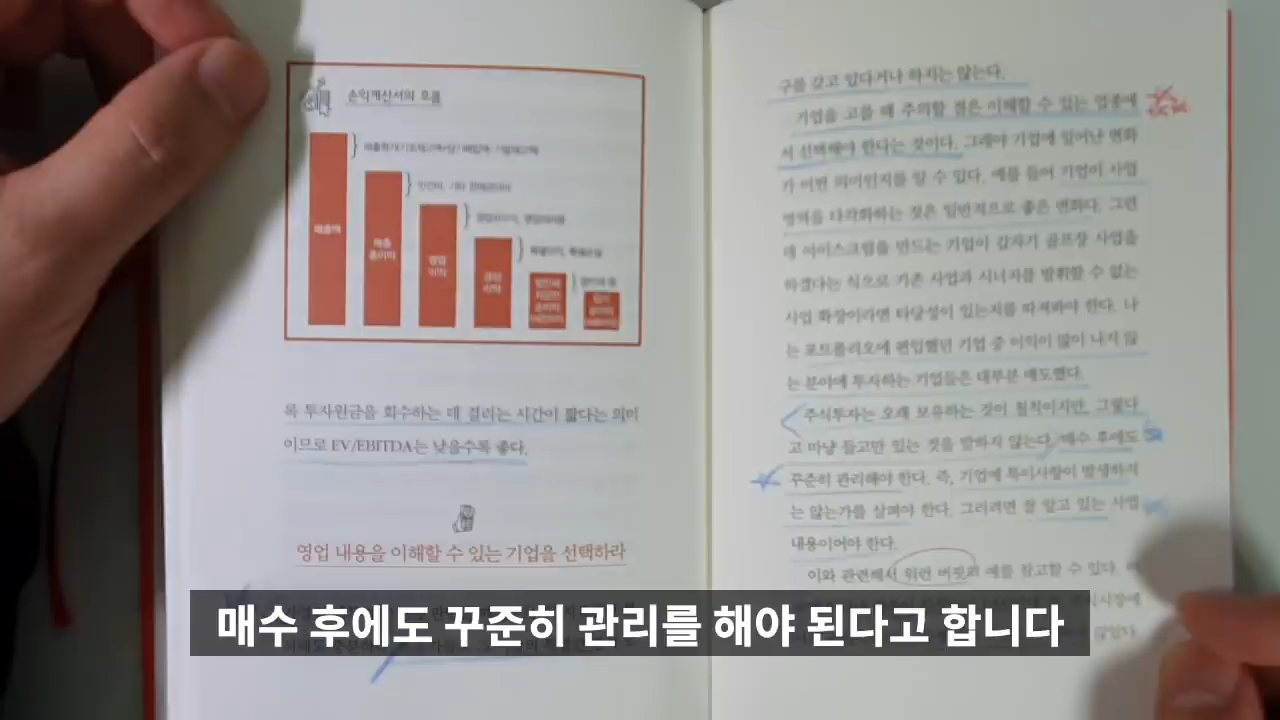 손익계산서의 흐름
매출액
매출
총이익
영업
이익
경상
이익
법인세
록 투자원금을 회수하는 데 걸리는 시간이 짧다는 의미
이므로 EV/EBITDA는 낮을수록 좋다.
영업 내용을 이해할 수 있는 기업을 선택하라
구를 갖고 있다거나 하지는 않는다.
기업을 고를 때 주의할 점은 이해할 수 있는 업종에
서 선택해야 한다는 것이다. 그래야 기업에 일어난 변화
가 어떤 의미인지를 알 수 있다. 예를 들어 기업이 사업
영역을 다각화하는 것은 일반적으로 좋은 변화다. 그런
데 아이스크림을 만드는 기업이 갑자기 골프장 사업을
하겠다는 식으로 기존 사업과 시너지를 발휘할 수 없는
사업 확장이라면 타당성이 있는지를 따져봐야 한다. 나
는 포트폴리오에 편입했던 기업 중 이익이 많이 나지 않
는 분야에 투자하는 기업들은 대부분 매도했다.
주식투자는 오래 보유하는 것이 철칙이지만, 그렇다
고 마냥 들고만 있는 것을 말하지 않는다. 매수 후에도
꾸준히 관리해야 한다. 즉, 기업에 특이사항이 발생하지
는 않는가를 살펴야 한다. 그러려면 잘 알고 있는 사업
내용이어야 한다.
이와 관련해서 워런 버핏의 예를 참고할 수 있다.
매수 후에도 꾸준히 관리를 해야 된다고 합니다